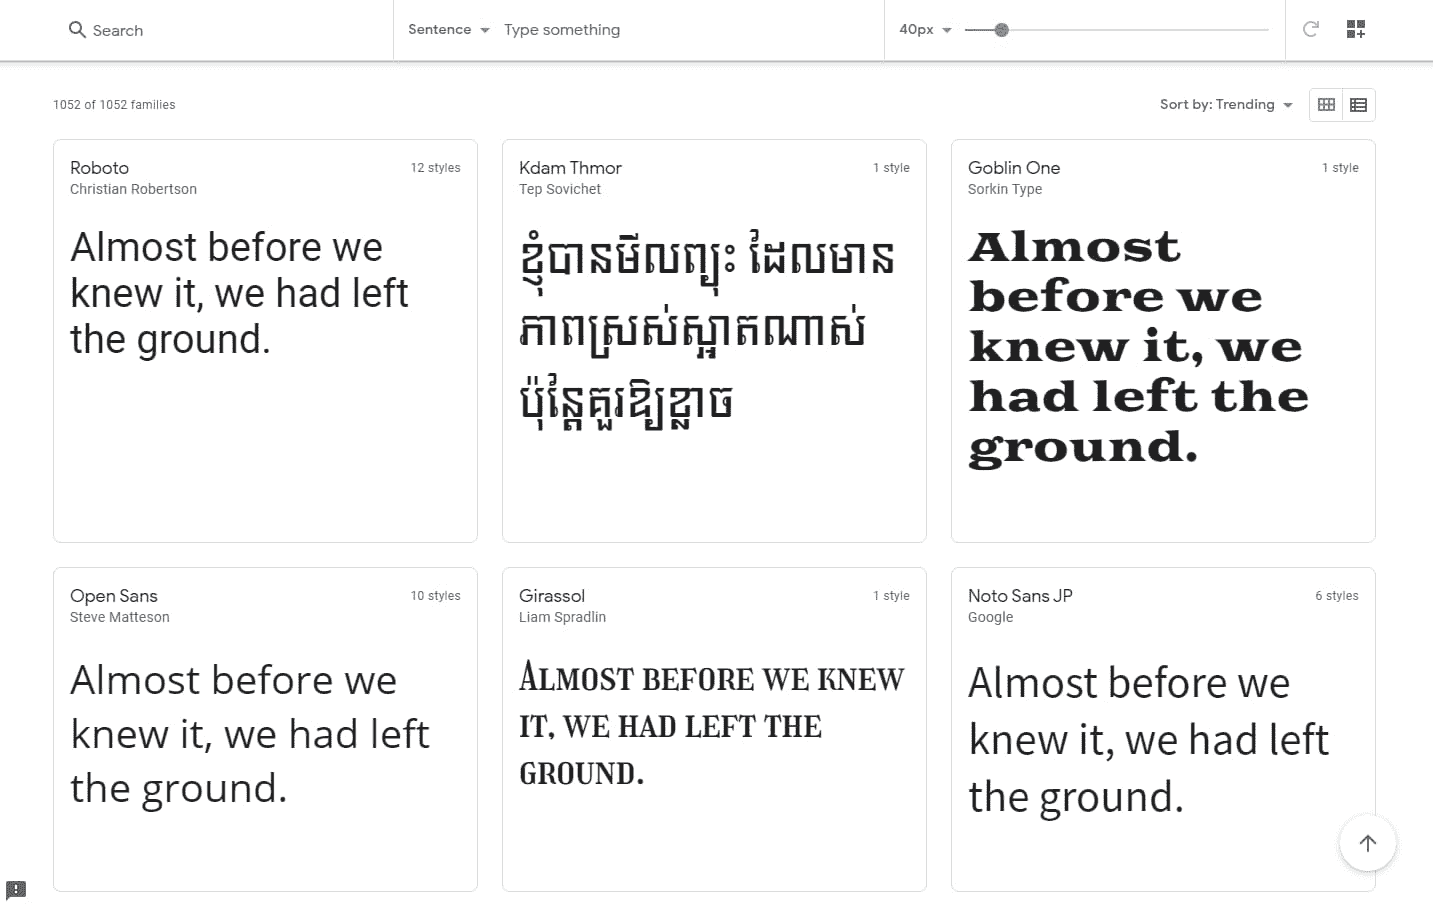 Search
Sentence
Type something
40px
1052 of 1052 families
Sort by: Trending
Roboto
12 styles
Christian Robertson
Almost before we
knew it, we had left
the ground.
Kdam Thmor
1 style
Tep Sovichet
ខ្ញុំបានមើលព្យុះ ដែលមាន
ភាពស្រស់ស្អាតណាស់
ប៉ុន្តែគួរឱ្យខ្លាច
Goblin One
1 style
Sorkin Type
Almost
before we
knew it, we
had left the
ground.
Open Sans
10 styles
Steve Matteson
Almost before we
knew it, we had left
the ground.
Girassol
1 style
Liam Spradlin
Almost before we knew
it, we had left the
ground.
Noto Sans JP
6 styles
Google
Almost before we
knew it, we had left
the ground.